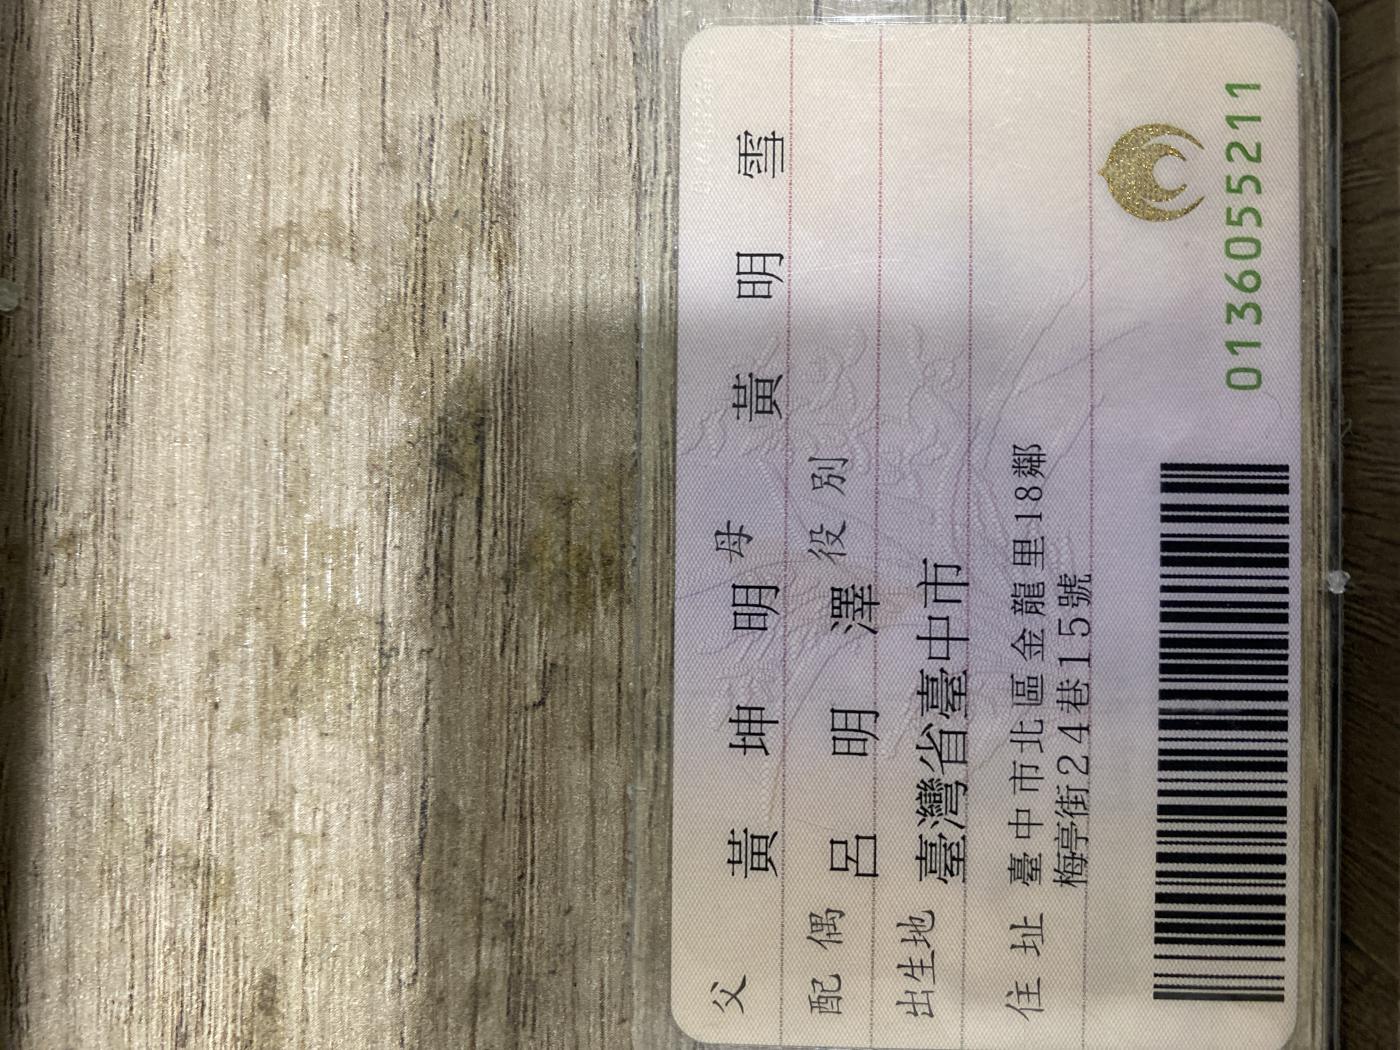 父 黃坤明 母 黃明雪
配偶 呂明澤 役別
出生地 臺灣省臺中市
住址 臺中市北區金龍里18鄰
梅亭街224巷15號
0136055211